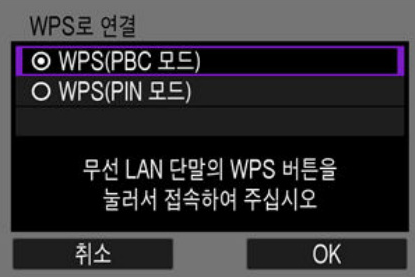 WPS로 연결
WPS(PBC 모드)
WPS(PIN 모드)
무선 LAN 단말의 WPS 버튼을
눌러서 접속하여 주십시오
취소
OK